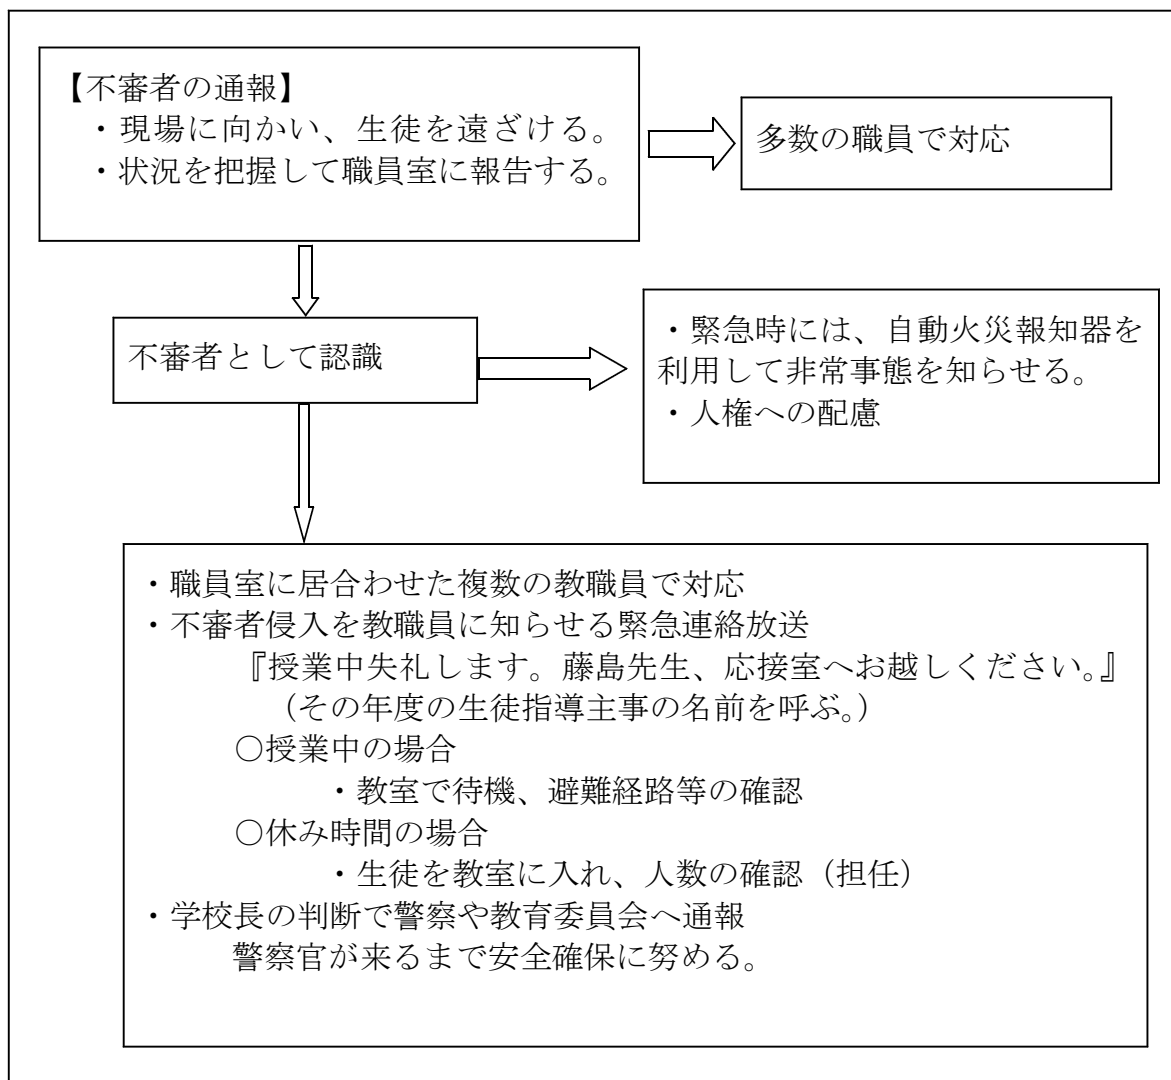 【不審者の通報】
・現場に向かい、生徒を遠ざける。
・状況を把握して職員室に報告する。
多数の職員で対応
不審者として認識
・緊急時には、自動火災報知器を
利用して非常事態を知らせる。
・人権への配慮
・職員室に居合わせた複数の教職員で対応
・不審者侵入を教職員に知らせる緊急連絡放送
『授業中失礼します。藤島先生、応接室へお越しください。』
（その年度の生徒指導主事の名前を呼ぶ。）
○授業中の場合
・教室で待機、避難経路等の確認
○休み時間の場合
・生徒を教室に入れ、人数の確認（担任）
・学校長の判断で警察や教育委員会へ通報
警察官が来るまで安全確保に努める。